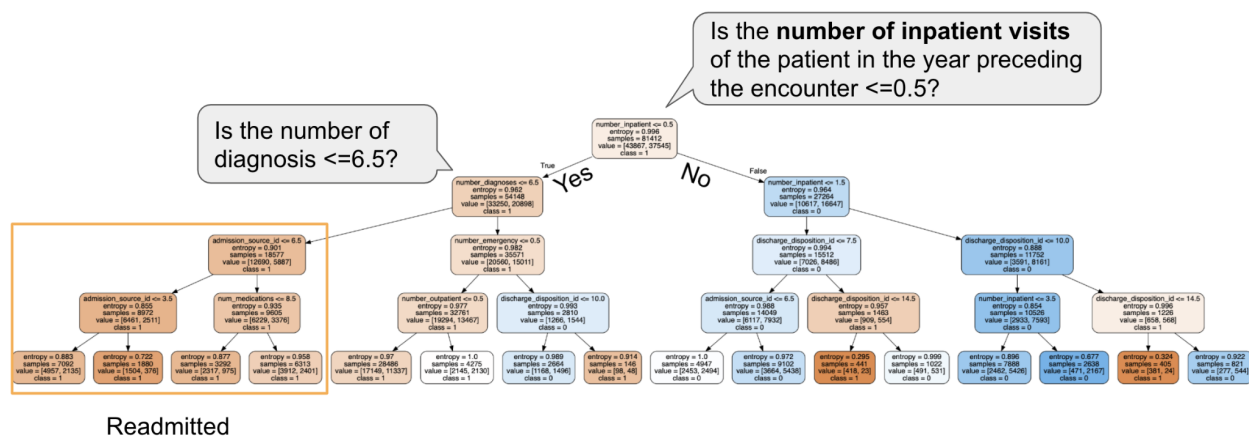 Is the number of inpatient visits
of the patient in the year preceding
the encounter <=0.5?
Is the number of
diagnosis <=6.5?
number_inpatient <= 0.5
entropy = 0.996
samples = 81412
value = [43867, 37545]
class = 1
True
Yes
No
False
number_diagnoses <= 6.5
entropy = 0.962
samples = 54148
value = [33250, 20898]
class = 1
number_inpatient <= 1.5
entropy = 0.964
samples = 27264
value = [10617, 16647]
class = 0
admission_source_id <= 6.5
entropy = 0.901
samples = 18577
value = [12690, 5887]
class = 1
number_emergency <= 0.5
entropy = 0.982
samples = 35571
value = [20560, 15011]
class = 1
discharge_disposition_id <= 7.5
entropy = 0.994
samples = 15512
value = [7026, 8486]
class = 0
discharge_disposition_id <= 10.0
entropy = 0.888
samples = 11752
value = [3591, 8161]
class = 0
admission_source_id <= 3.5
entropy = 0.855
samples = 8972
value = [6461, 2511]
class = 1
num_medications <= 8.5
entropy = 0.935
samples = 9605
value = [6229, 3376]
class = 1
number_outpatient <= 0.5
entropy = 0.977
samples = 32761
value = [19294, 13467]
class = 1
discharge_disposition_id <= 10.0
entropy = 0.993
samples = 2810
value = [1266, 1544]
class = 0
admission_source_id <= 6.5
entropy = 0.988
samples = 14049
value = [6117, 7932]
class = 0
discharge_disposition_id <= 14.5
entropy = 0.957
samples = 1463
value = [909, 554]
class = 1
number_inpatient <= 3.5
entropy = 0.854
samples = 10526
value = [2933, 7593]
class = 0
discharge_disposition_id <= 14.5
entropy = 0.996
samples = 1226
value = [658, 568]
class = 1
entropy = 0.883
samples = 7092
value = [4957, 2135]
class = 1
entropy = 0.722
samples = 1880
value = [1504, 376]
class = 1
entropy = 0.877
samples = 3292
value = [2317, 975]
class = 1
entropy = 0.958
samples = 6313
value = [3912, 2401]
class = 1
entropy = 0.97
samples = 28486
value = [17149, 11337]
class = 1
entropy = 1.0
samples = 4275
value = [2145, 2130]
class = 1
entropy = 0.989
samples = 2664
value = [1168, 1496]
class = 0
entropy = 0.914
samples = 146
value = [98, 48]
class = 1
entropy = 1.0
samples = 4947
value = [2453, 2494]
class = 0
entropy = 0.972
samples = 9102
value = [3664, 5438]
class = 0
entropy = 0.295
samples = 441
value = [418, 23]
class = 1
entropy = 0.999
samples = 1022
value = [491, 531]
class = 0
entropy = 0.896
samples = 7888
value = [2462, 5426]
class = 0
entropy = 0.677
samples = 2638
value = [471, 2167]
class = 0
entropy = 0.324
samples = 405
value = [381, 24]
class = 1
entropy = 0.922
samples = 821
value = [277, 544]
class = 0
Readmitted